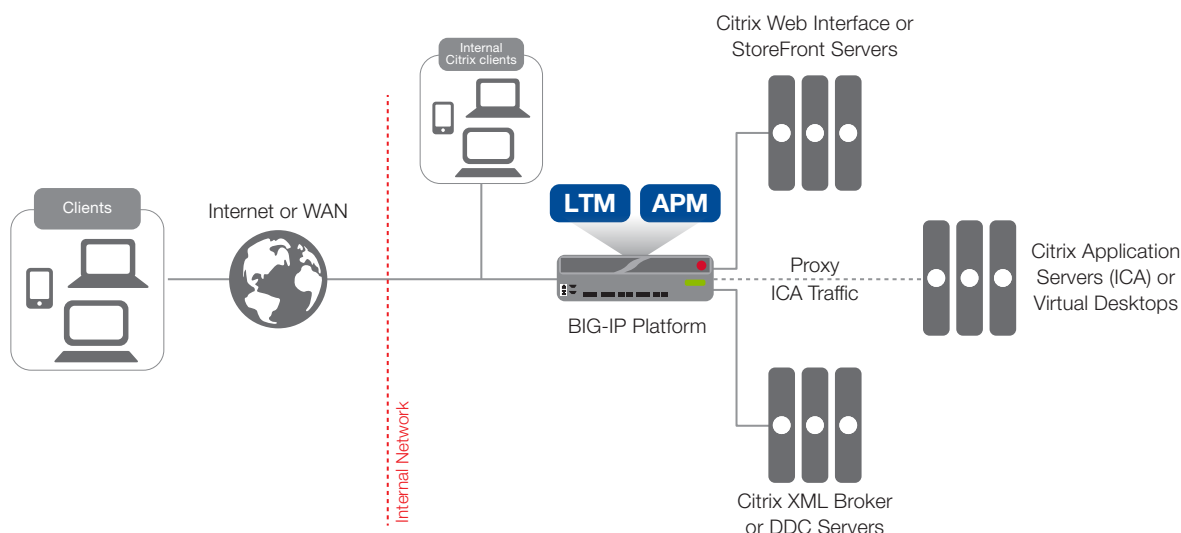 Citrix Web Interface or
StoreFront Servers
Internal
Citrix clients
LTM
APM
Clients
Internet or WAN
Proxy
ICA Traffic
Citrix Application
Servers (ICA) or
Virtual Desktops
BIG-IP Platform
Internal Network
Citrix XML Broker
or DDC Servers